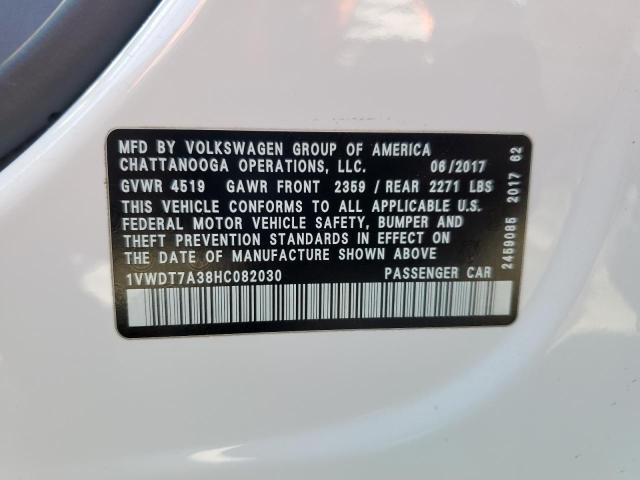 MFD BY VOLKSWAGEN GROUP OF AMERICA
CHATTANOOGA OPERATIONS, LLC. 06/2017
GVWR 4519 GAWR FRONT 2359 / REAR 2271 LBS
THIS VEHICLE CONFORMS TO ALL APPLICABLE U.S.
FEDERAL MOTOR VEHICLE SAFETY, BUMPER AND
THEFT PREVENTION STANDARDS IN EFFECT ON
THE DATE OF MANUFACTURE SHOWN ABOVE
1VWDT7A38HC082030 PASSENGER CAR
2459085 2017 62